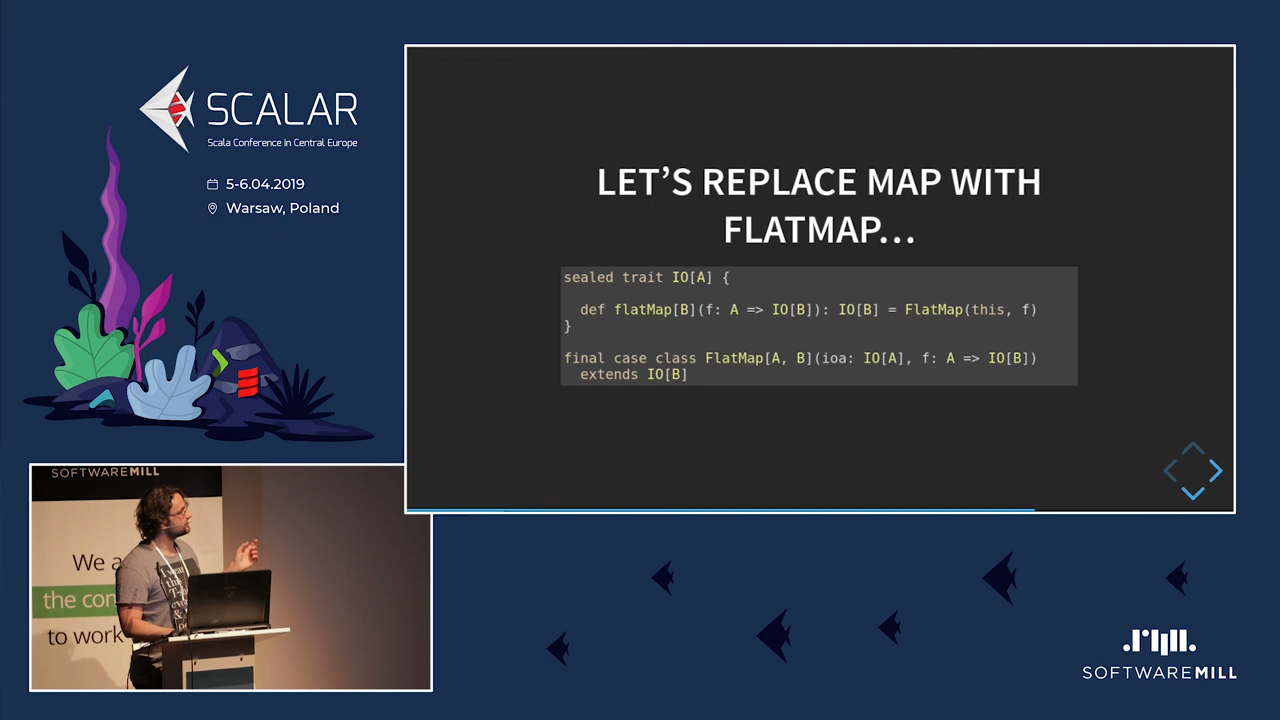 SCALAR
Scala Conference in Central Europe
5-6.04.2019
Warsaw, Poland
LET’S REPLACE MAP WITH
FLATMAP...
sealed trait IO[A] {
def flatMap[B](f: A => IO[B]): IO[B] = FlatMap(this, f)
}
final case class FlatMap[A, B](ioa: IO[A], f: A => IO[B])
extends IO[B]
SOFTWAREMILL
We a
the con
to work
SOFTWAREMILL